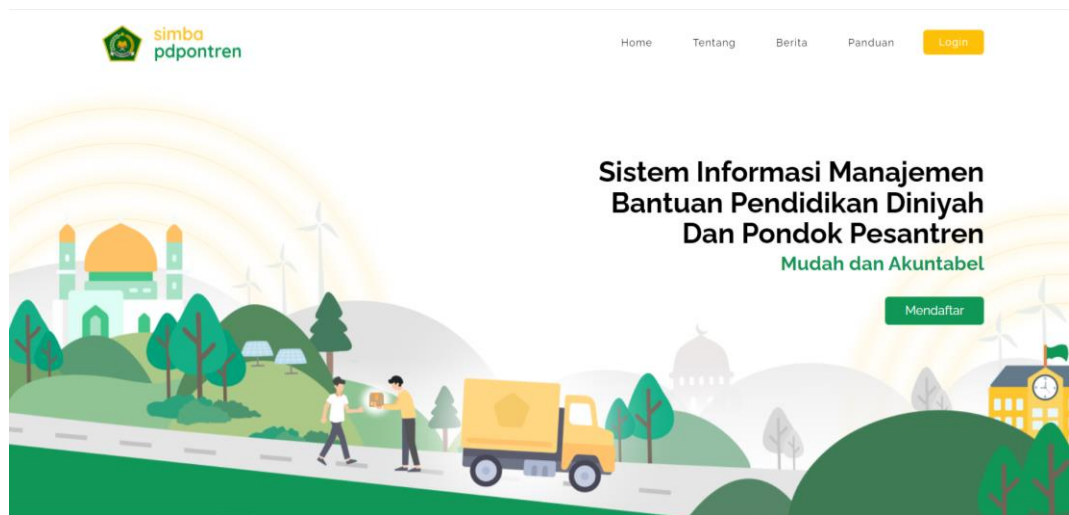 simba
pdpontren
Home Tentang Berita Panduan Login
Sistem Informasi Manajemen
Bantuan Pendidikan Diniyah
Dan Pondok Pesantren
Mudah dan Akuntabel
Mendaftar